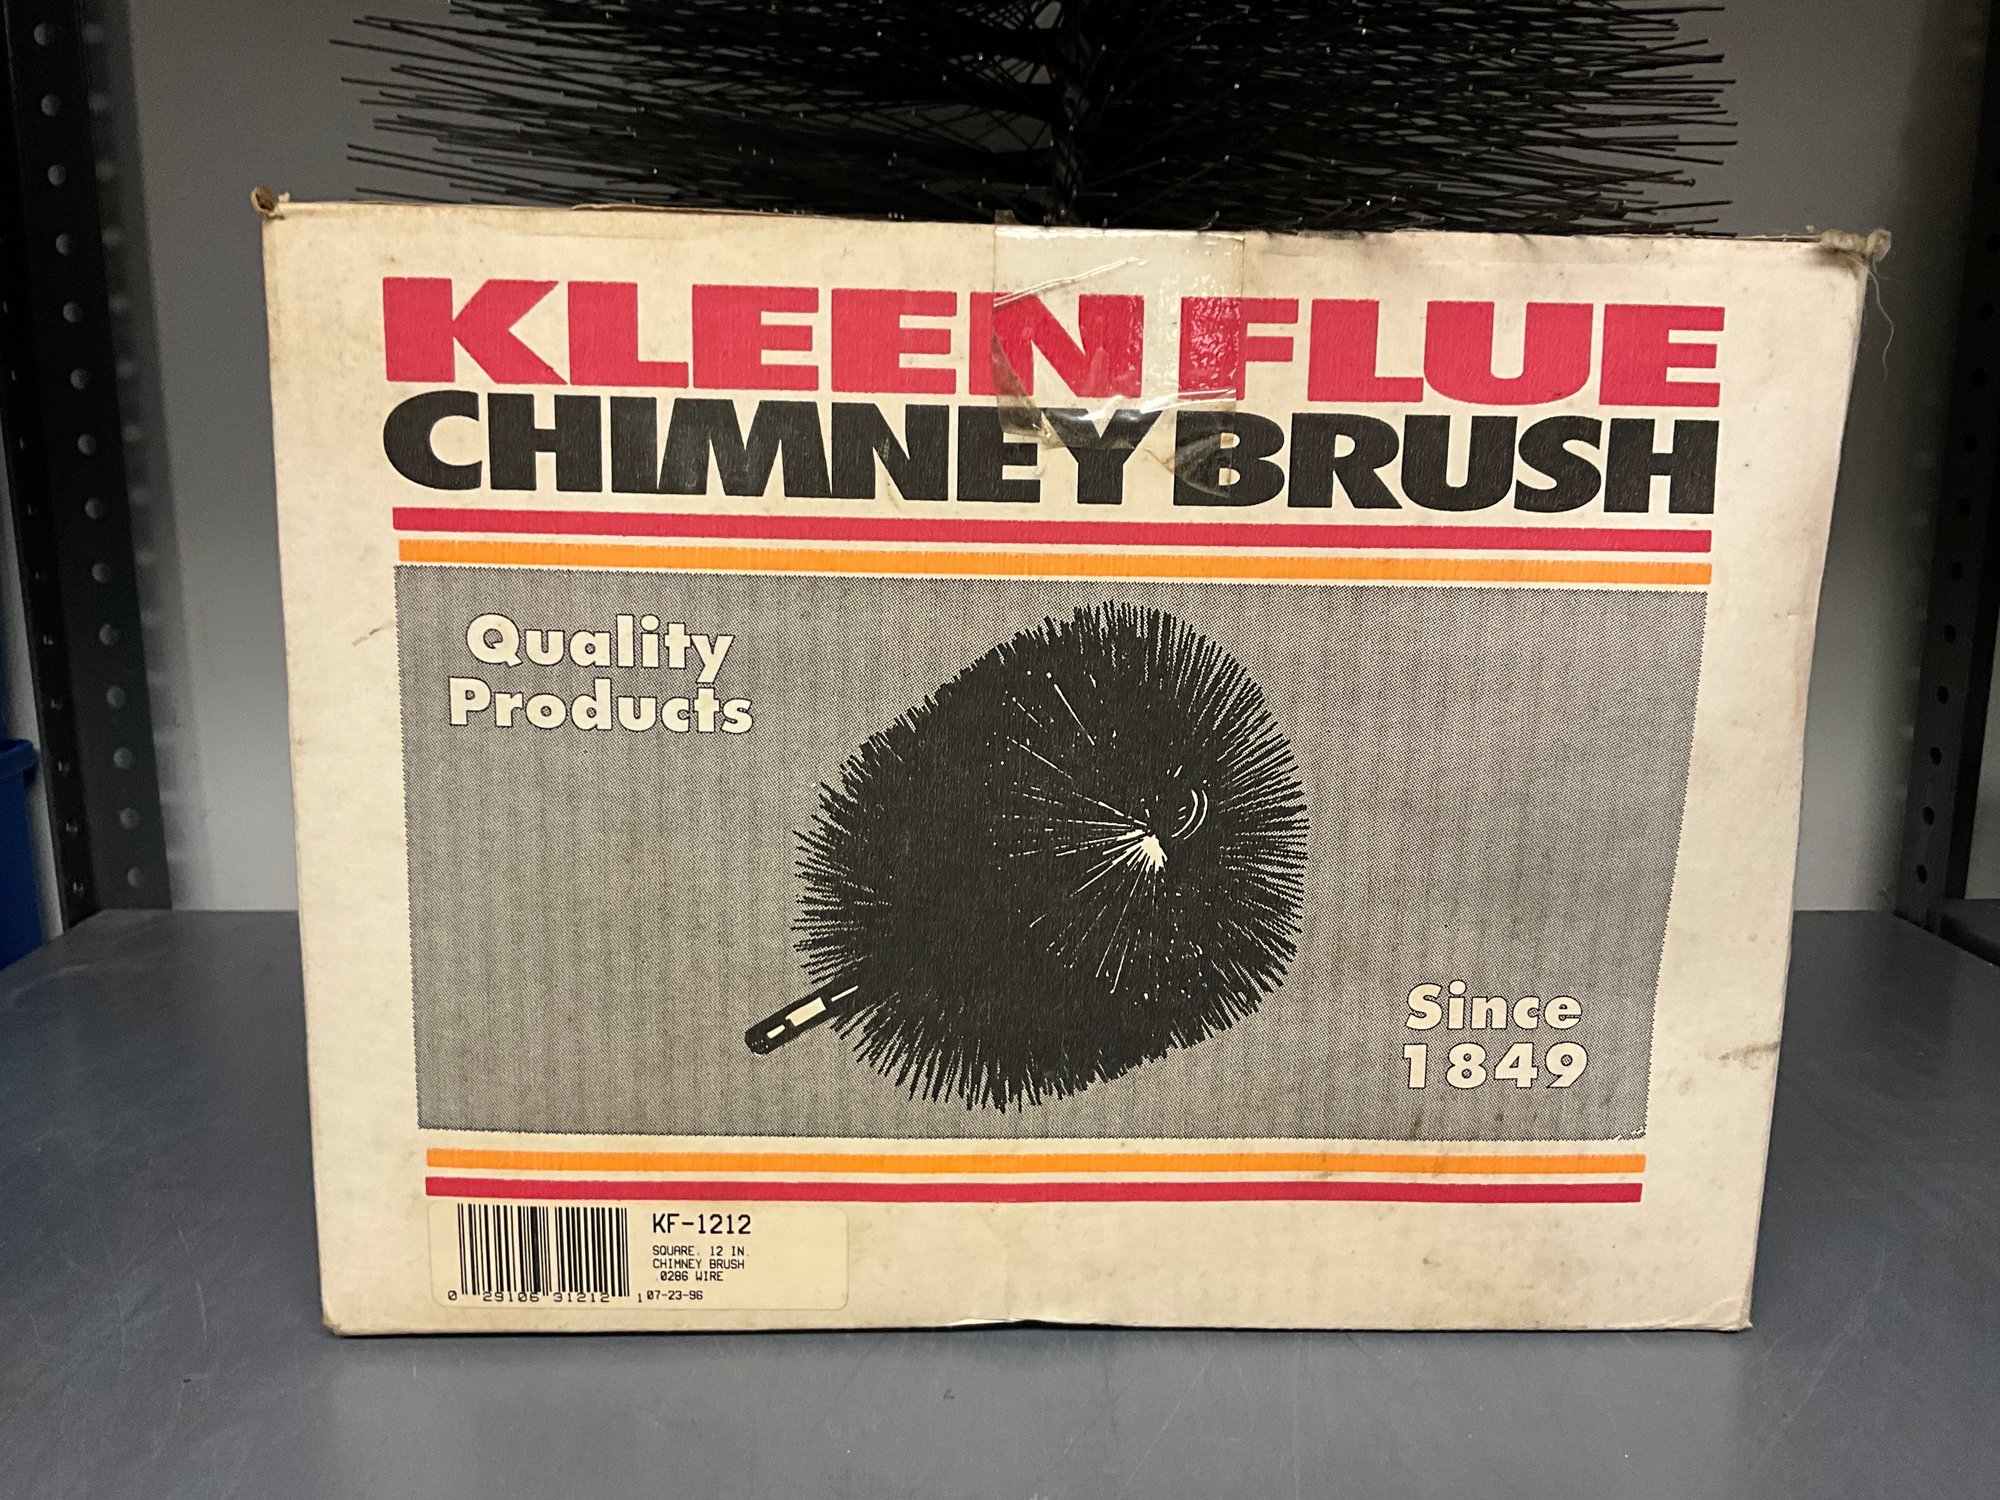 KLEEN FLUE
CHIMNEY BRUSH
Quality
Products
Since
1849
KF-1212
SQUARE, 12 IN.
CHIMNEY BRUSH
.0286 WIRE
07-23-96
0 29106 31212 1